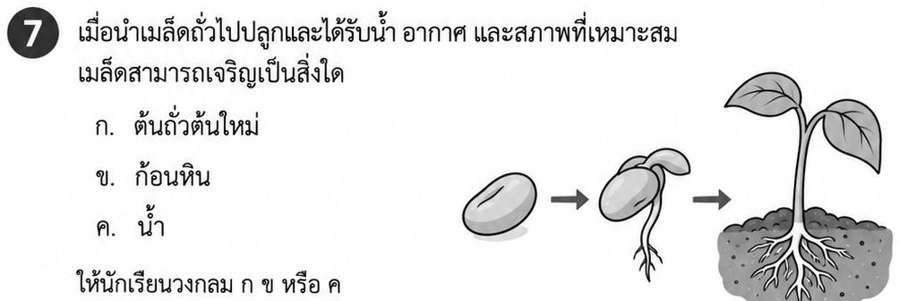 7 เมื่อนำเมล็ดถั่วไปปลูกและได้รับน้ำ อากาศ และสภาพที่เหมาะสม
เมล็ดสามารถเจริญเป็นสิ่งใด
ก. ต้นถั่วต้นใหม่
ข. ก้อนหิน
ค. น้ำ
ให้นักเรียนวงกลม ก ข หรือ ค